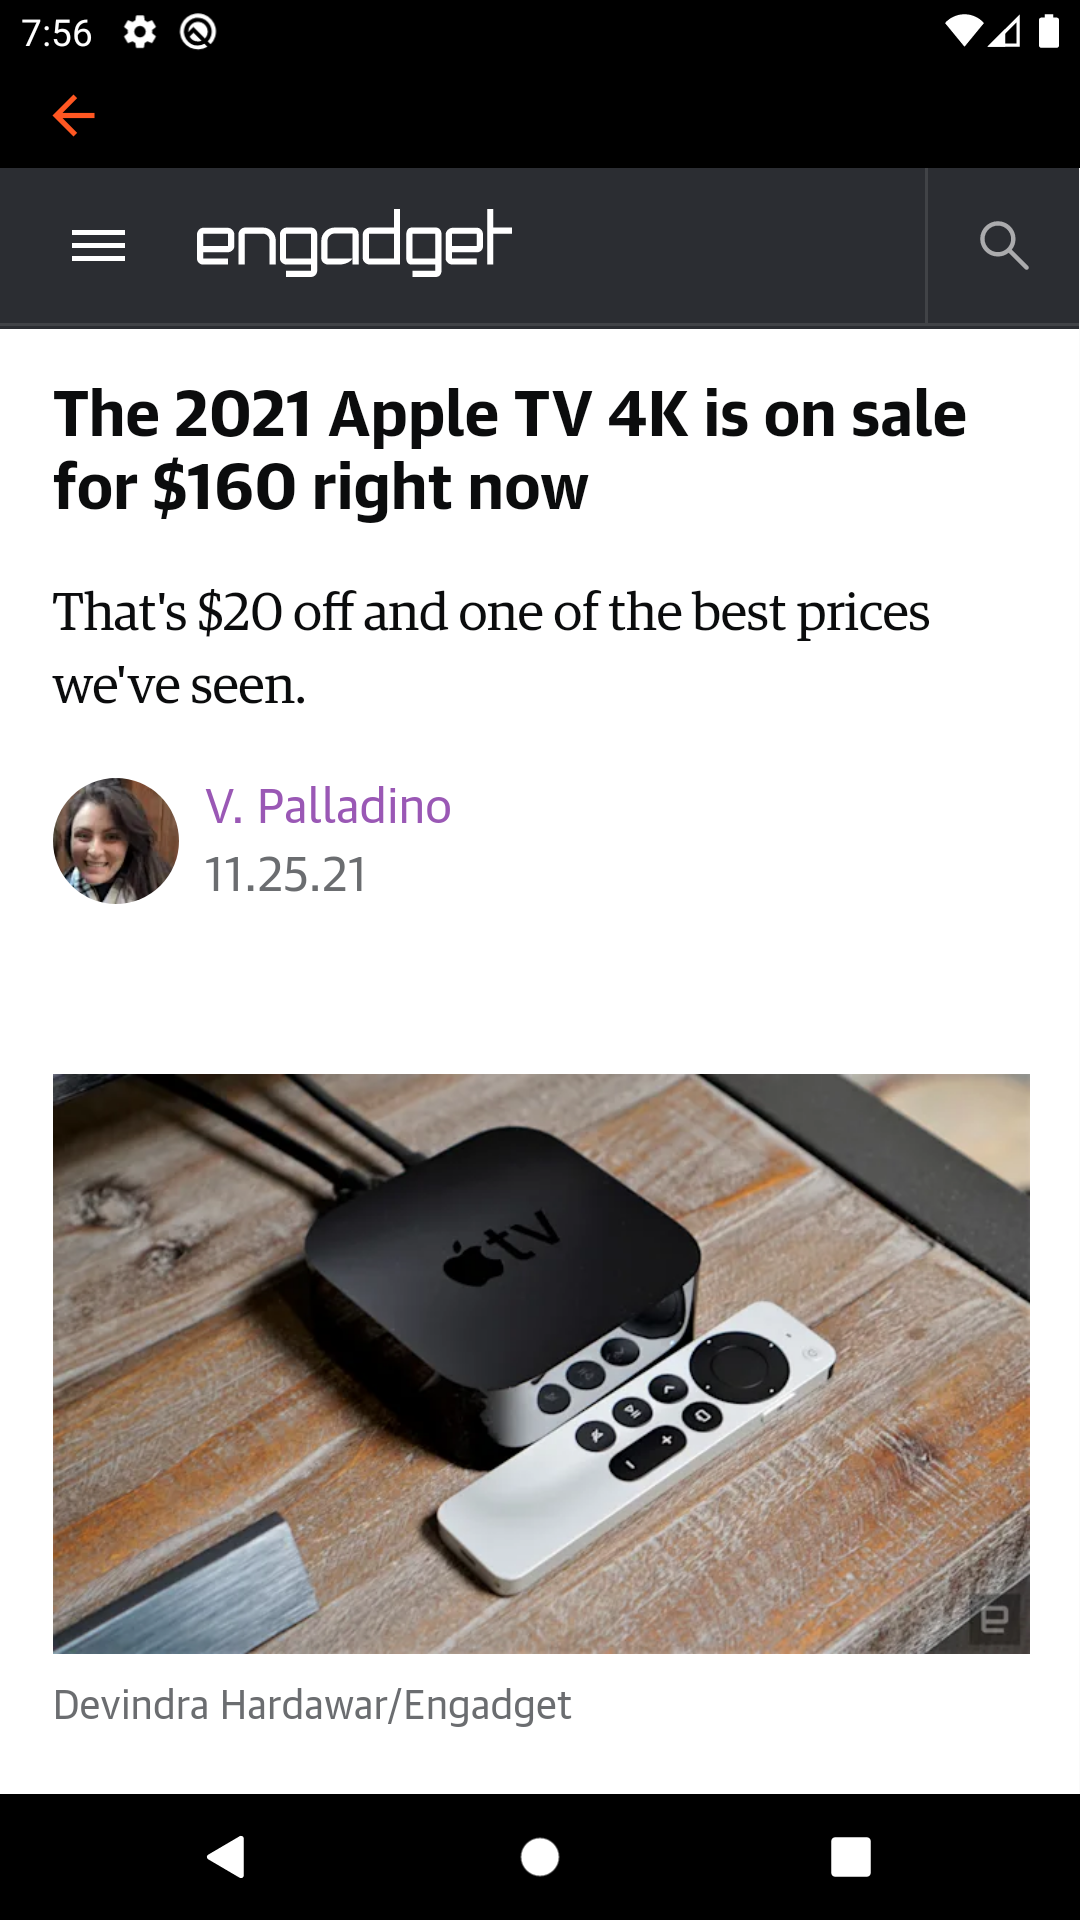 7:56
engadget
The 2021 Apple TV 4K is on sale
for $160 right now
That's $20 off and one of the best prices
we've seen.
V. Palladino
11.25.21
tv
Devindra Hardawar/Engadget